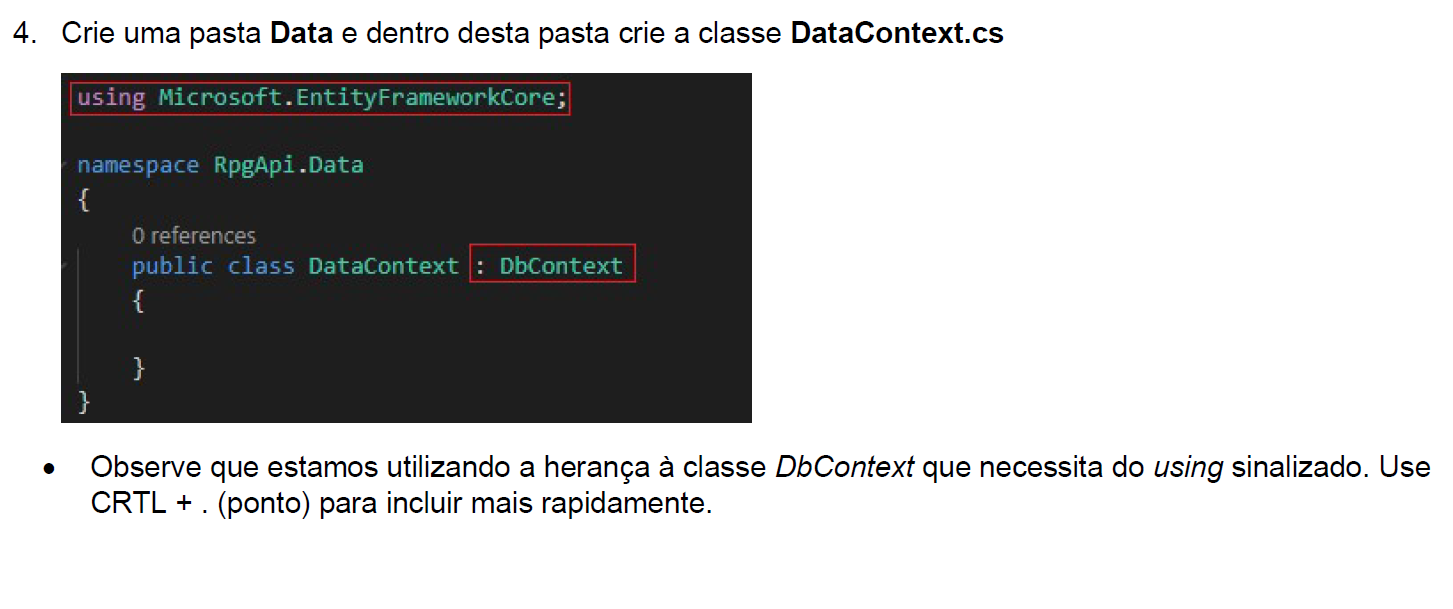 4. Crie uma pasta Data e dentro desta pasta crie a classe DataContext.cs
using Microsoft.EntityFrameworkCore;
namespace RpgApi.Data
{
0 references
public class DataContext : DbContext
{
}
}
• Observe que estamos utilizando a herança à classe DbContext que necessita do using sinalizado. Use
CRTL + . (ponto) para incluir mais rapidamente.